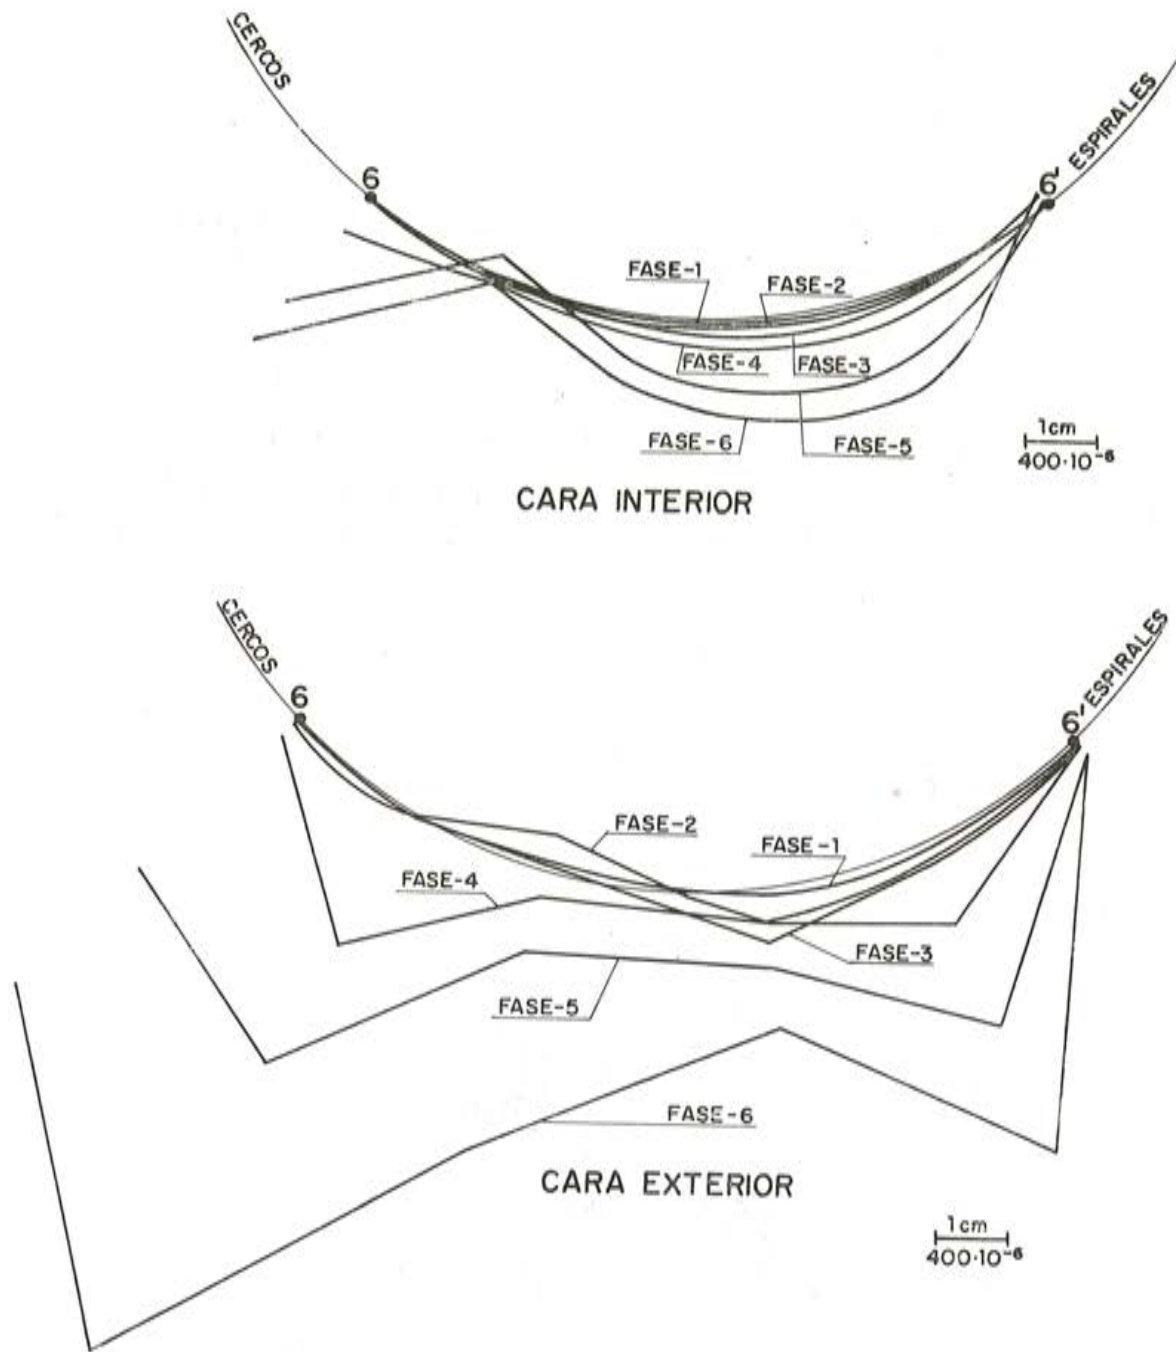 CERCOS
6
6' ESPIRALES
FASE-1
FASE-2
FASE-4
FASE-3
FASE-6
FASE-5
1cm
400·10⁻⁶
CARA INTERIOR
CERCOS
6
6' ESPIRALES
FASE-2
FASE-1
FASE-4
FASE-3
FASE-5
FASE-6
CARA EXTERIOR
1cm
400·10⁻⁶